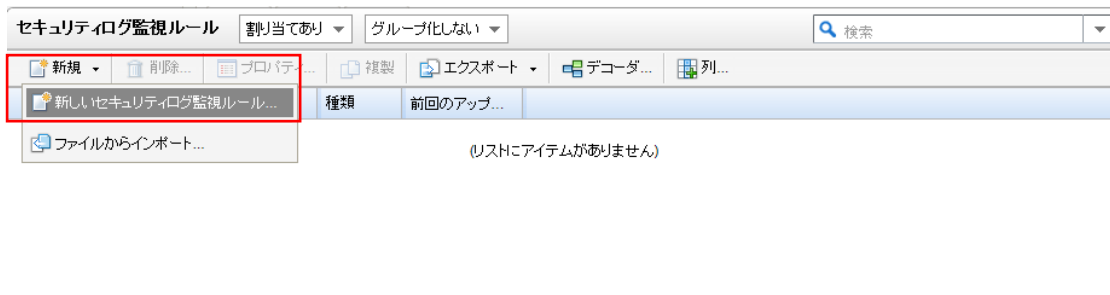 セキュリティログ監視ルール 割り当てあり グループ化しない 検索
新規 削除... プロパティ... 複製 エクスポート デコーダ... 列...
新しいセキュリティログ監視ルール... 種類 前回のアップ...
ファイルからインポート...
(リストにアイテムがありません)